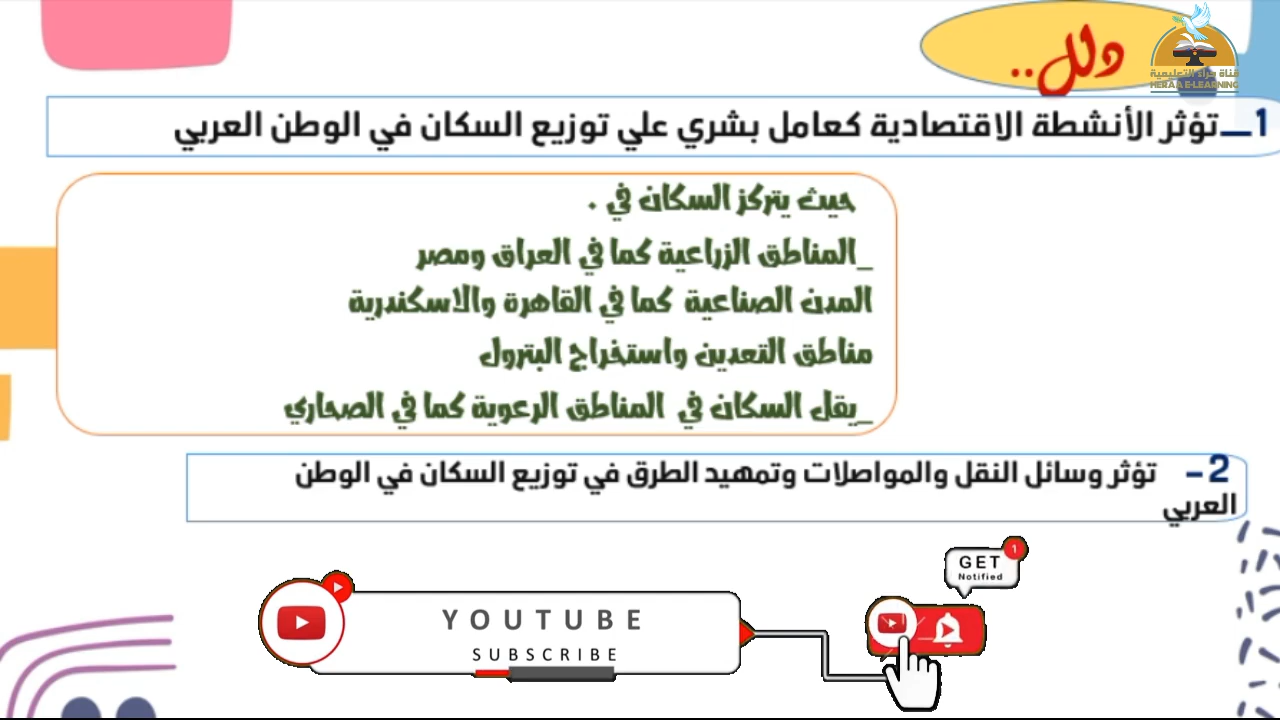 دلل..
قناة حراء التعليمية
HERAA E-LEARNING
1ــ تؤثر الأنشطة الاقتصادية كعامل بشري علي توزيع السكان في الوطن العربي
حيث يتركز السكان في .
_المناطق الزراعية كما في العراق ومصر
المدن الصناعية كما في القاهرة والاسكندرية
مناطق التعدين واستخراج البترول
_يقل السكان في المناطق الرعوية كما في الصحاري
2- تؤثر وسائل النقل والمواصلات وتمهيد الطرق في توزيع السكان في الوطن
العربي
GET
Notified
1
YOUTUBE
SUBSCRIBE